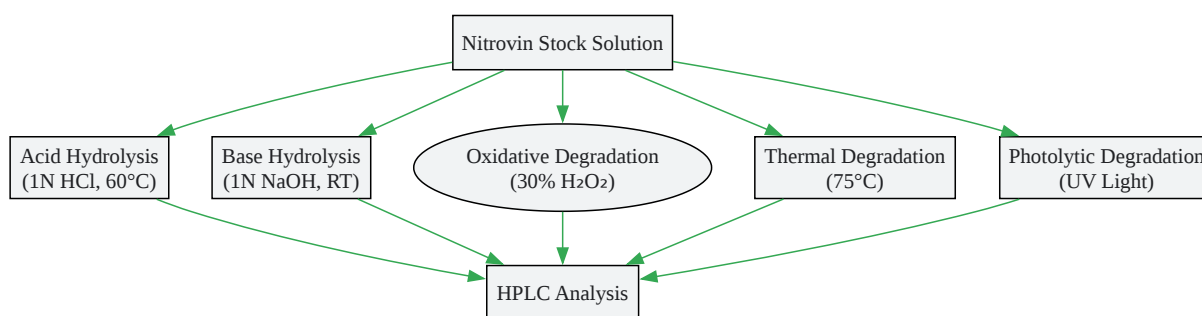 Nitrovin Stock Solution
Acid Hydrolysis
(1N HCl, 60°C)
Base Hydrolysis
(1N NaOH, RT)
Oxidative Degradation
(30% H₂O₂)
Thermal Degradation
(75°C)
Photolytic Degradation
(UV Light)
HPLC Analysis